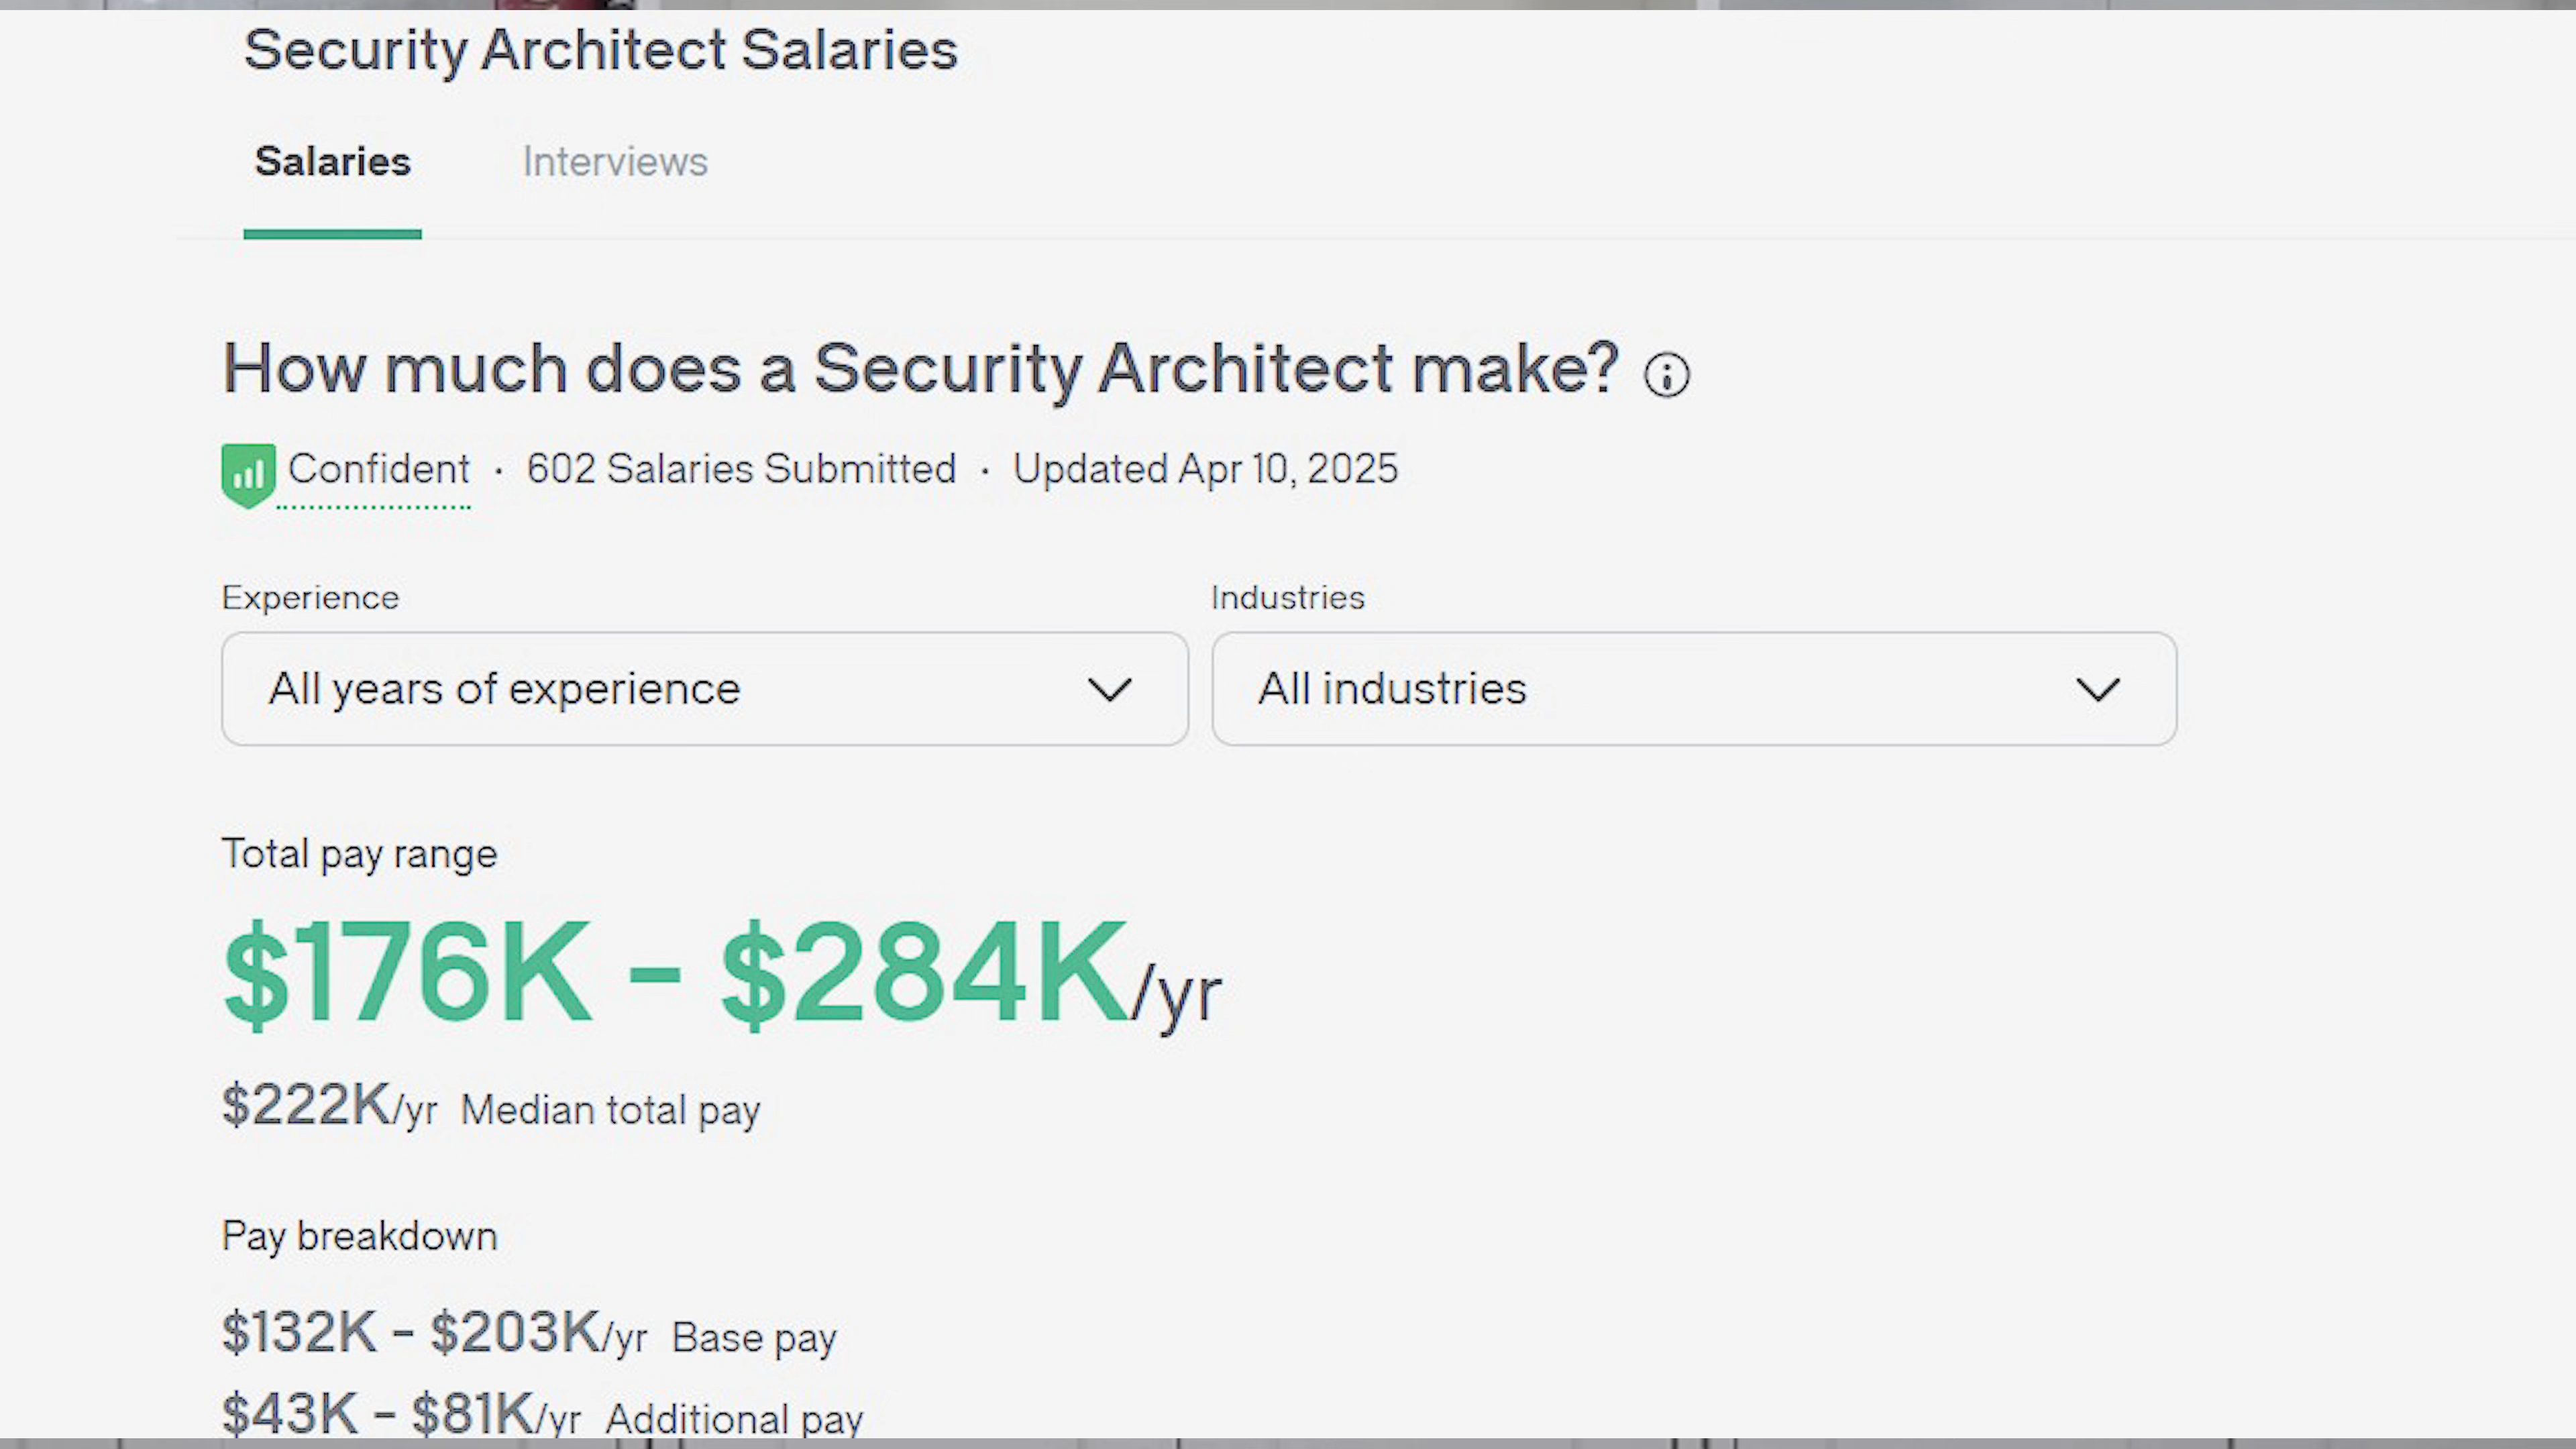 Security Architect Salaries
Salaries Interviews
How much does a Security Architect make?
Confident · 602 Salaries Submitted · Updated Apr 10, 2025
Experience Industries
All years of experience All industries
Total pay range
$176K - $284K/yr
$222K/yr Median total pay
Pay breakdown
$132K - $203K/yr Base pay
$43K - $81K/yr Additional pay